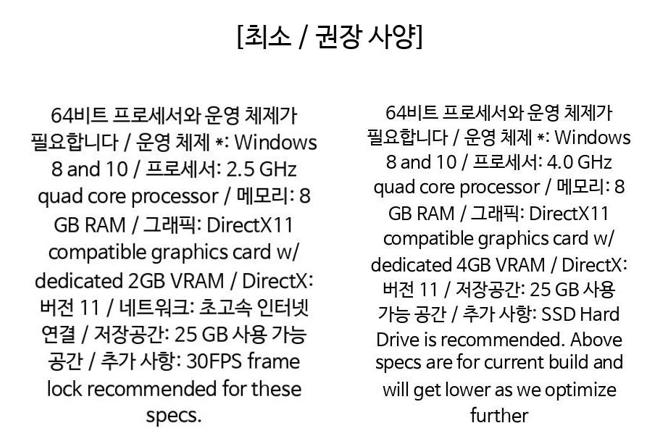 [최소 / 권장 사양]
64비트 프로세서와 운영 체제가
필요합니다 / 운영 체제 *: Windows
8 and 10 / 프로세서: 2.5 GHz
quad core processor / 메모리: 8
GB RAM / 그래픽: DirectX11
compatible graphics card w/
dedicated 2GB VRAM / DirectX:
버전 11 / 네트워크: 초고속 인터넷
연결 / 저장공간: 25 GB 사용 가능
공간 / 추가 사항: 30FPS frame
lock recommended for these
specs.
64비트 프로세서와 운영 체제가
필요합니다 / 운영 체제 *: Windows
8 and 10 / 프로세서: 4.0 GHz
quad core processor / 메모리: 8
GB RAM / 그래픽: DirectX11
compatible graphics card w/
dedicated 4GB VRAM / DirectX:
버전 11 / 저장공간: 25 GB 사용
가능 공간 / 추가 사항: SSD Hard
Drive is recommended. Above
specs are for current build and
will get lower as we optimize
further